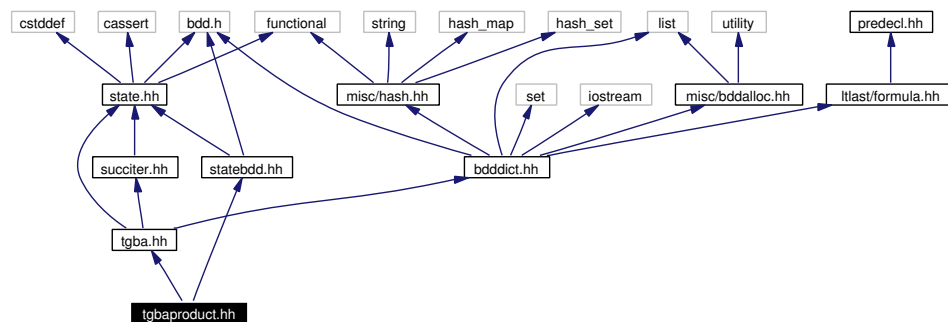 cstddef
cassert
bdd.h
functional
string
hash_map
hash_set
list
utility
predecl.hh
state.hh
misc/hash.hh
set
iostream
misc/bddalloc.hh
ltlast/formula.hh
succiter.hh
statebdd.hh
bdddict.hh
tgba.hh
tgbaproduct.hh